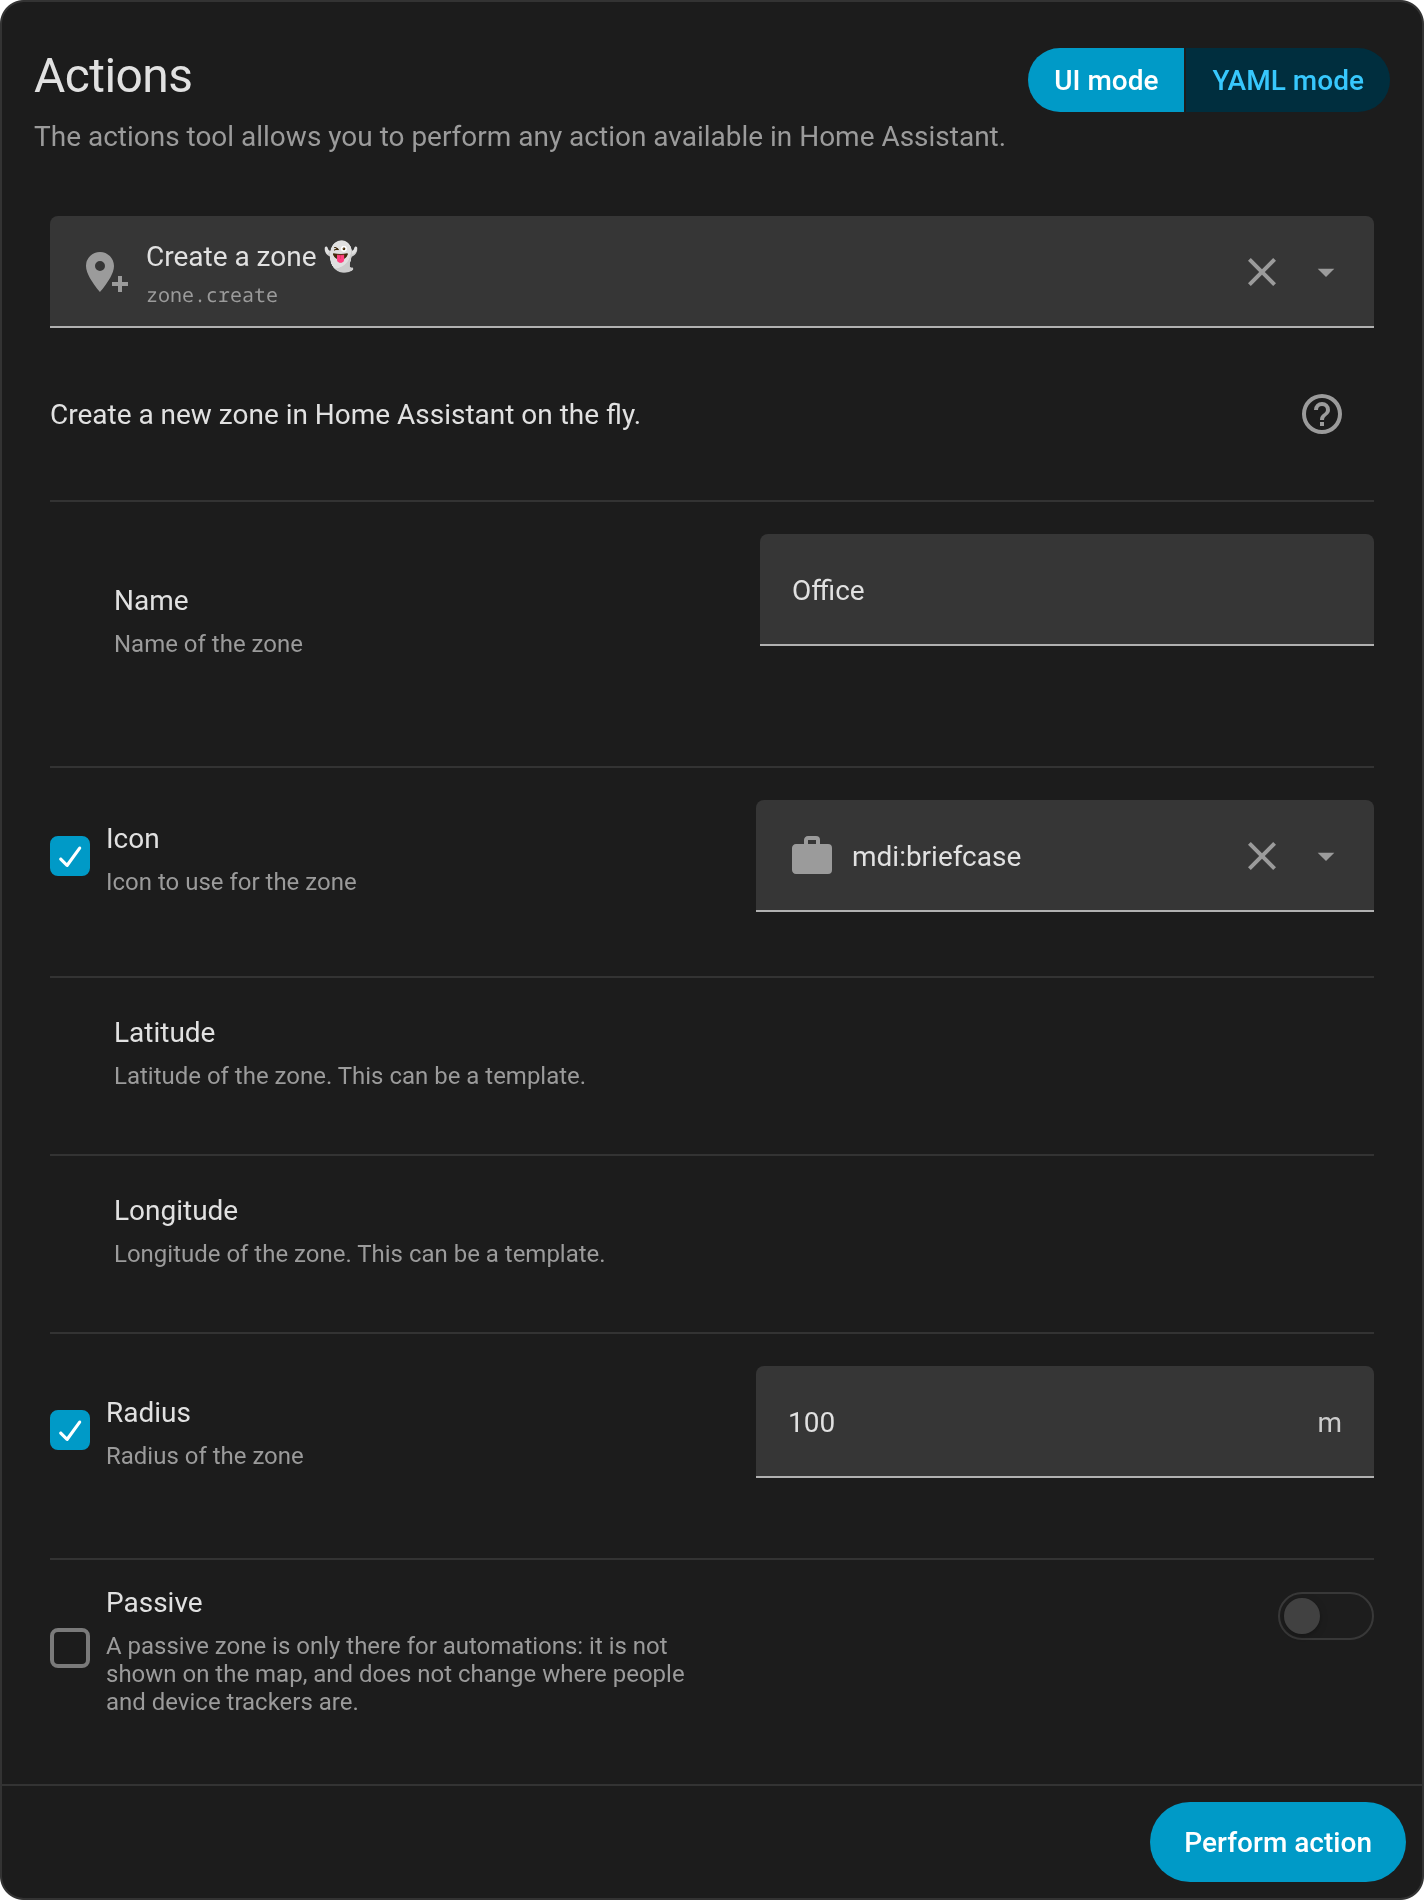 Actions
UI mode
YAML mode
The actions tool allows you to perform any action available in Home Assistant.
Create a zone 👻
zone.create
Create a new zone in Home Assistant on the fly.
Name
Name of the zone
Office
Icon
Icon to use for the zone
mdi:briefcase
Latitude
Latitude of the zone. This can be a template.
Longitude
Longitude of the zone. This can be a template.
Radius
Radius of the zone
100
m
Passive
A passive zone is only there for automations: it is not
shown on the map, and does not change where people
and device trackers are.
Perform action